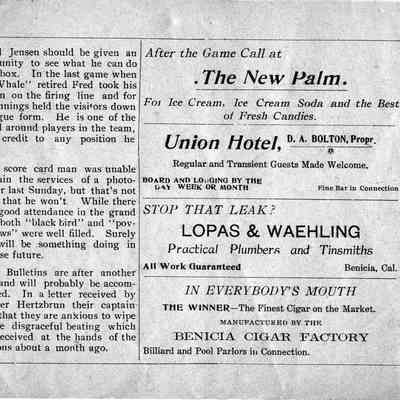 l Jensen should be given an
unity to see what he can do
box. In the last game when
Whale" retired Fred took his
n on the firing line and for
nnings held the visitors down
gue form. He is one of the
l around players in the team,
credit to any position he
score card man was unable
ain the services of a photo-
r last Sunday, but that's not
that he won't. While there
good attendance in the grand
both "black bird" and "pov-
ws" were well filled. Surely
will be something doing in
se future.
Bulletins are after another
and will probably be accom-
ed. In a letter received by
er Hertzbrun their captain
that they are anxious to wipe
e disgraceful beating which
received at the hands of the
ons about a month ago.
After the Game Call at
.The New Palm.
For Ice Cream, Ice Cream Soda and the Best
of Fresh Candies.
Union Hotel, D. A. BOLTON, Propr.
Regular and Transient Guests Made Welcome.
BOARD AND LODGING BY THE
DAY WEEK OR MONTH
Fine Bar in Connection
STOP THAT LEAK?
LOPAS & WAEHLING
Practical Plumbers and Tinsmiths
All Work Guaranteed Benicia, Cal.
IN EVERYBODY'S MOUTH
THE WINNER—The Finest Cigar on the Market.
MANUFACTURED BY THE
BENICIA CIGAR FACTORY
Billiard and Pool Parlors in Connection.